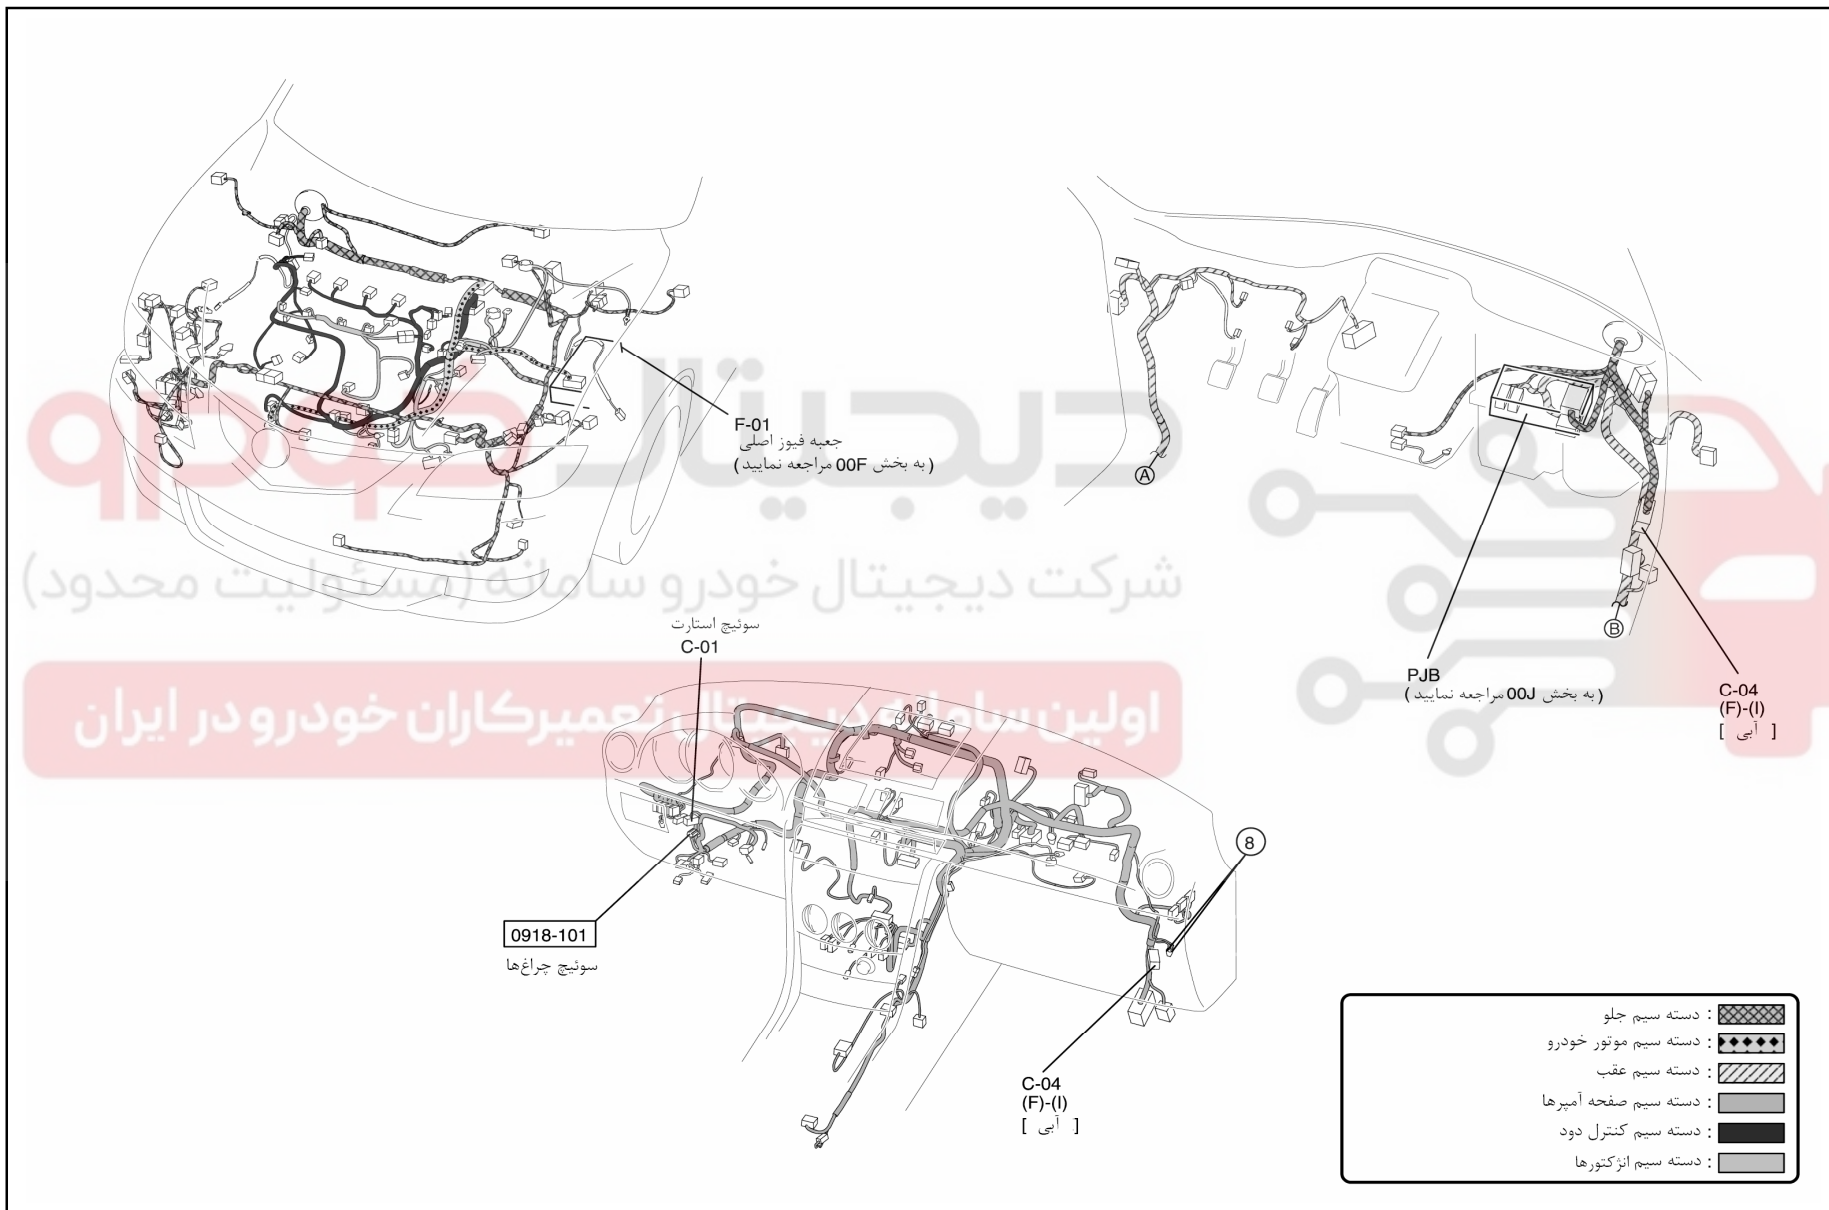 F-01
جعبه فیوز اصلی
(به بخش 00F مراجعه نمایید)
A
B
PJB
(به بخش 00J مراجعه نمایید)
C-04
(F)-(I)
[ آبی ]
دیجیتال خودرو
شرکت دیجیتال خودرو سامانه (مسئولیت محدود)
اولین سامانه دیجیتال تعمیرکاران خودرو در ایران
سوئیچ استارت
C-01
8
0918-101
سوئیچ چراغ‌ها
C-04
(F)-(I)
[ آبی ]
: دسته سیم جلو
: دسته سیم موتور خودرو
: دسته سیم عقب
: دسته سیم صفحه آمپرها
: دسته سیم کنترل دود
: دسته سیم انژکتورها